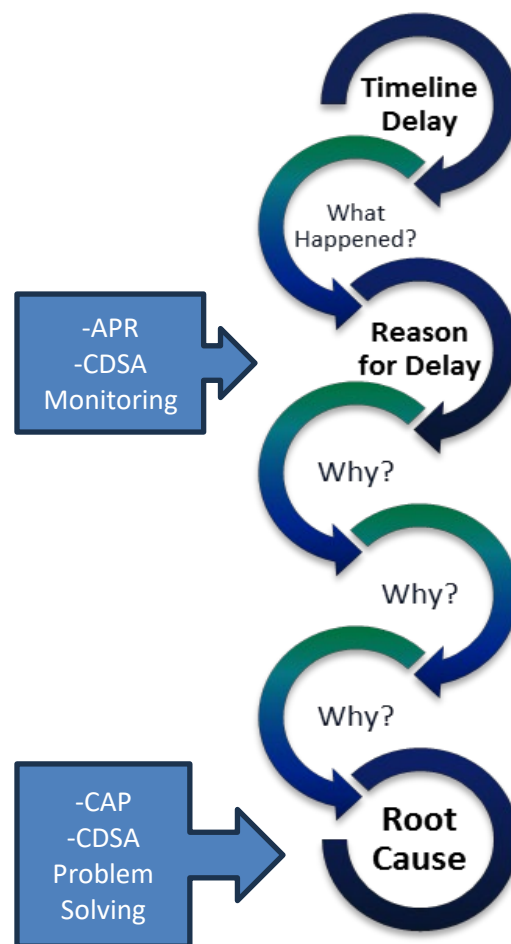 Timeline
Delay
What
Happened?
-APR
-CDSA
Monitoring
Reason
for Delay
Why?
Why?
Why?
-CAP
-CDSA
Problem
Solving
Root
Cause